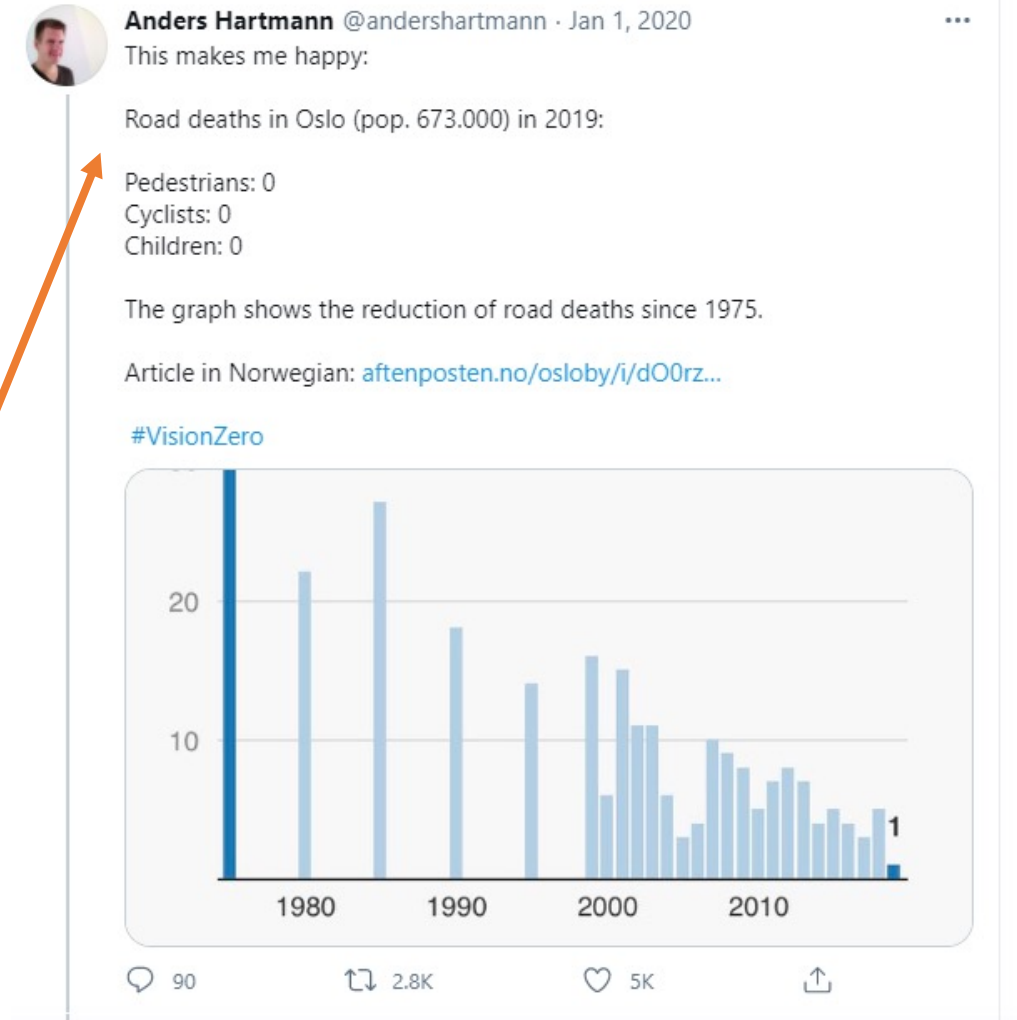 Anders Hartmann @andershartmann · Jan 1, 2020
This makes me happy:
Road deaths in Oslo (pop. 673.000) in 2019:
Pedestrians: 0
Cyclists: 0
Children: 0
The graph shows the reduction of road deaths since 1975.
Article in Norwegian: aftenposten.no/osloby/i/dO0rz...
#VisionZero
20
10
1
1980 1990 2000 2010
90 2.8K 5K